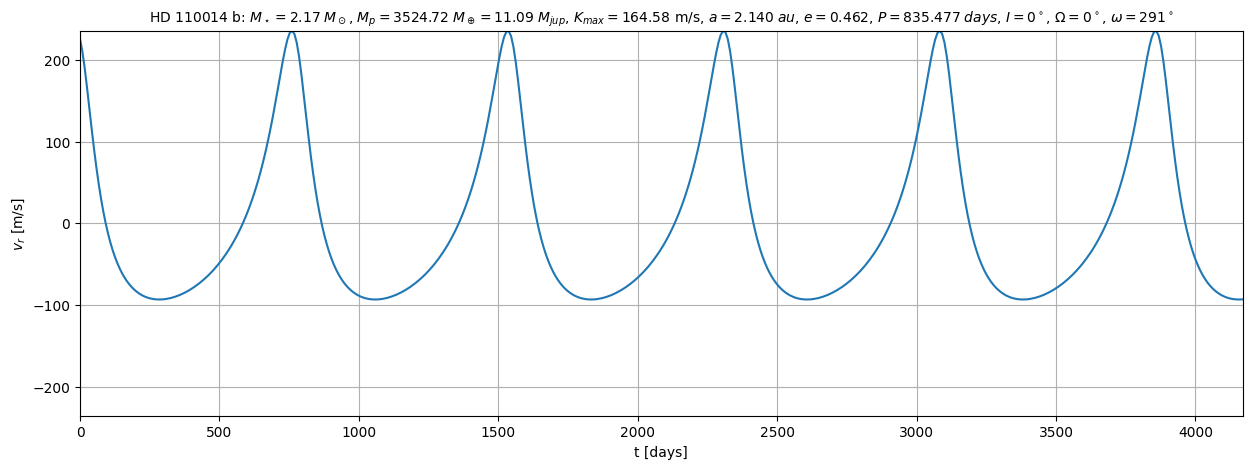 HD 110014 b: M⋆ = 2.17 M⊙, Mp = 3524.72 M⊕ = 11.09 Mjup, Kmax = 164.58 m/s, a = 2.140 au, e = 0.462, P = 835.477 days, I = 0°, Ω = 0°, ω = 291°
vr [m/s]
200
100
0
−100
−200
0 500 1000 1500 2000 2500 3000 3500 4000
t [days]